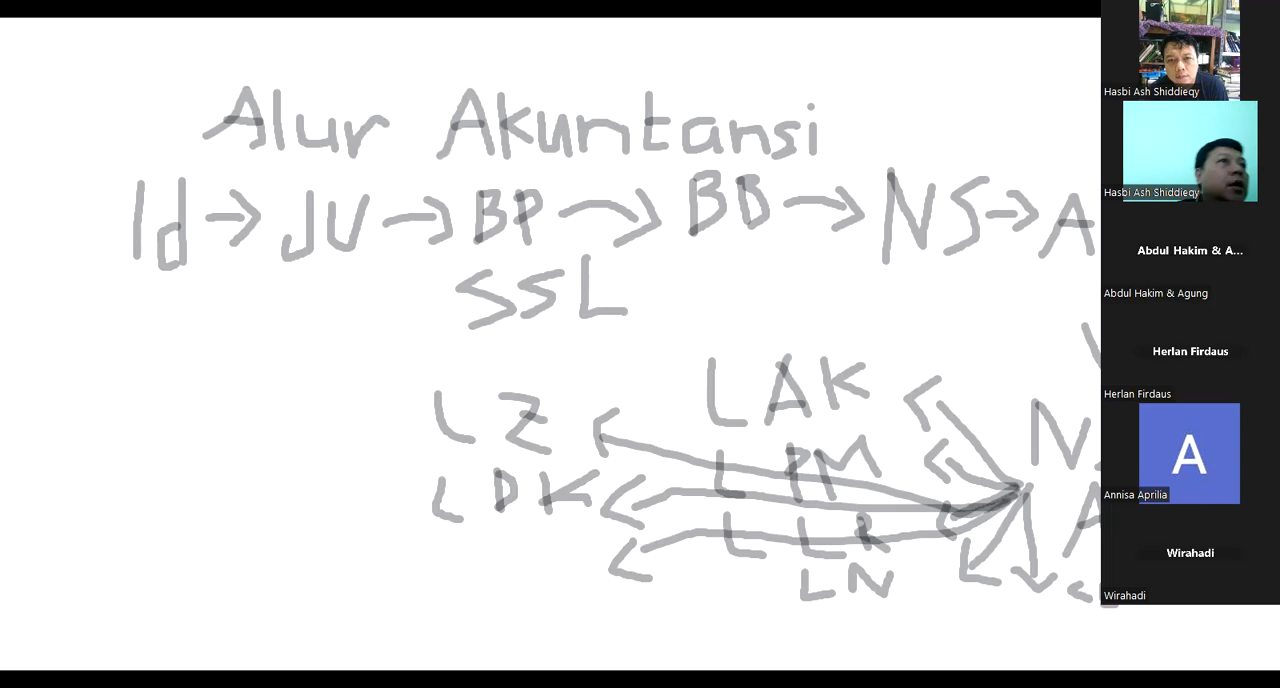 Alur Akuntansi
Id → JU → BP → BB → NS → A
SSL
LAK
LZ
LPM
LDK
LLR
LN
Hasbi Ash Shiddieqy
Hasbi Ash Shiddieqy
Abdul Hakim & A...
Abdul Hakim & Agung
Herlan Firdaus
Herlan Firdaus
A
Annisa Aprilia
Wirahadi
Wirahadi